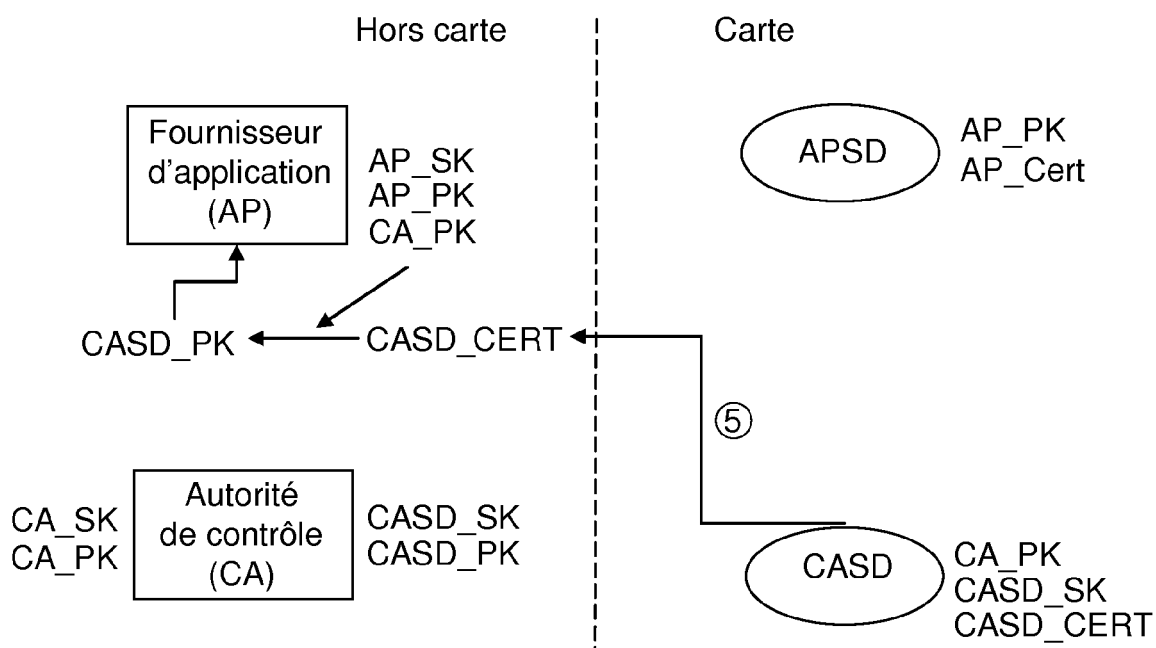 Hors carte
Carte
Fournisseur
d'application
(AP)
AP_SK
AP_PK
CA_PK
APSD
AP_PK
AP_Cert
CASD_PK
CASD_CERT
⑤
CA_SK
CA_PK
Autorité
de contrôle
(CA)
CASD_SK
CASD_PK
CASD
CA_PK
CASD_SK
CASD_CERT